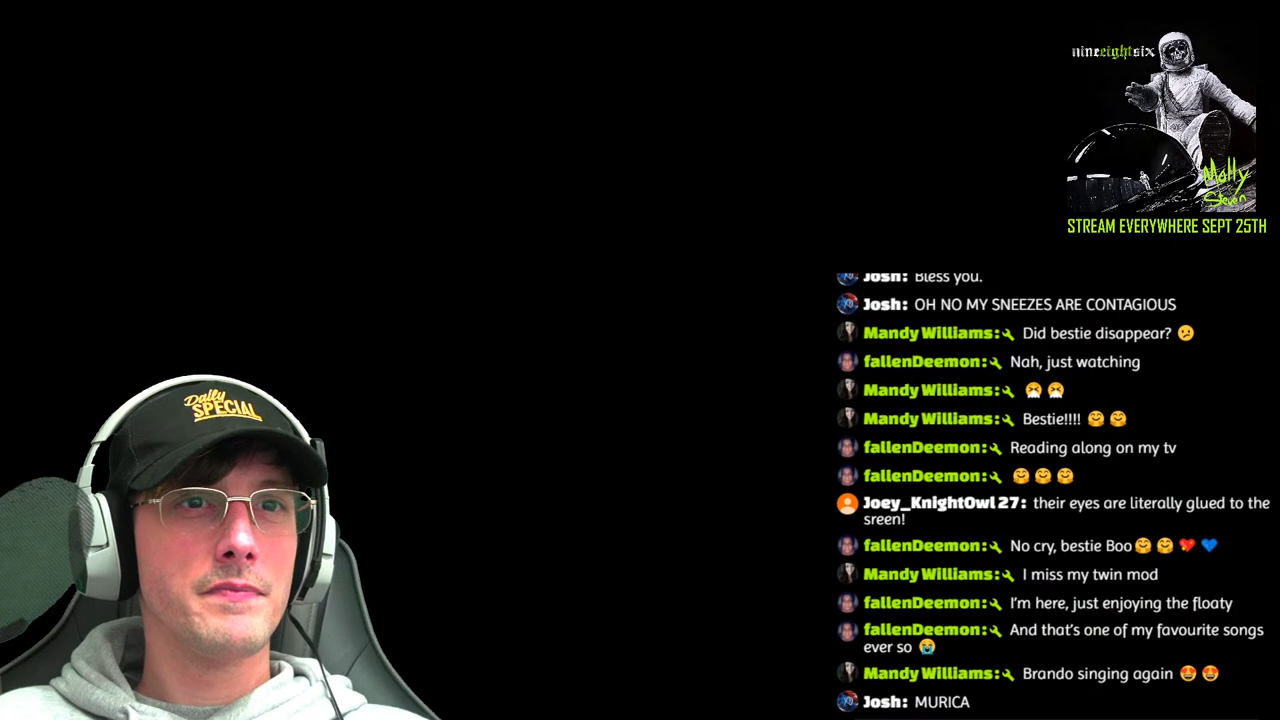 nineeightsix
Molly
Steven
STREAM EVERYWHERE SEPT 25TH
Daily
SPECIAL
Josh: Bless you.
Josh: OH NO MY SNEEZES ARE CONTAGIOUS
Mandy Williams: Did bestie disappear? 😕
fallenDeemon: Nah, just watching
Mandy Williams: 😤 😤
Mandy Williams: Bestie!!!! 🤗 🤗
fallenDeemon: Reading along on my tv
fallenDeemon: 🤗 🤗 🤗
Joey_KnightOwl 27: their eyes are literally glued to the
sreen!
fallenDeemon: No cry, bestie Boo🤗 🤗 ❤️ 💙
Mandy Williams: I miss my twin mod
fallenDeemon: I'm here, just enjoying the floaty
fallenDeemon: And that's one of my favourite songs
ever so 😭
Mandy Williams: Brando singing again 😍 😍
Josh: MURICA